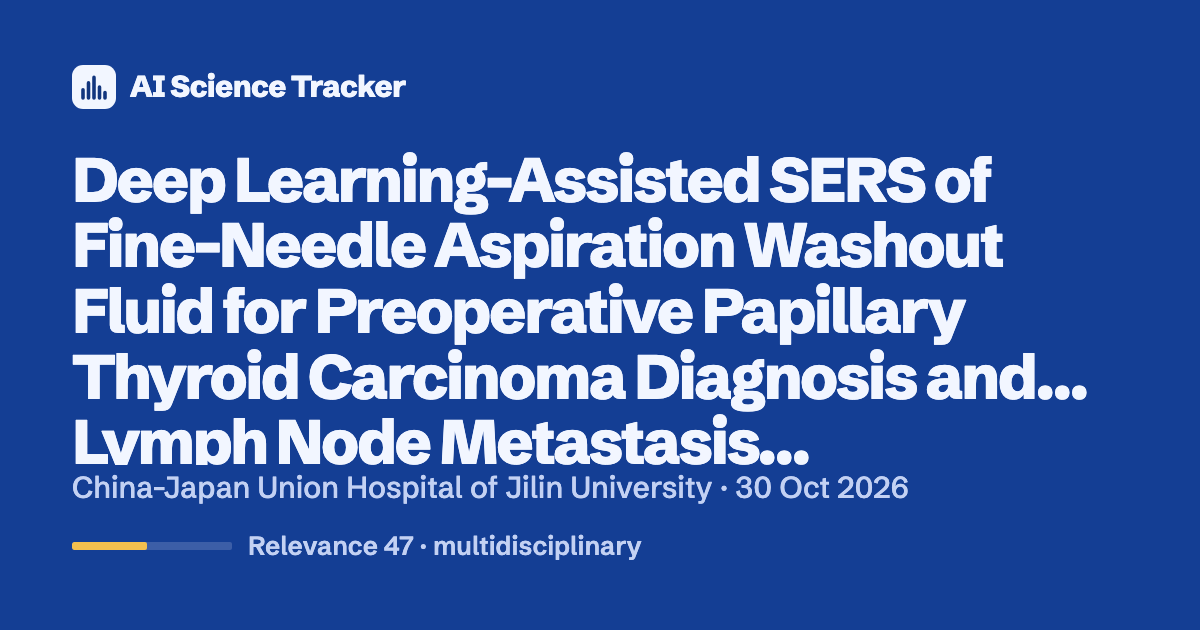 AI Science Tracker
Deep Learning-Assisted SERS of
Fine-Needle Aspiration Washout
Fluid for Preoperative Papillary
Thyroid Carcinoma Diagnosis and...
Lymph Node Metastasis...
China-Japan Union Hospital of Jilin University · 30 Oct 2026
Relevance 47 · multidisciplinary